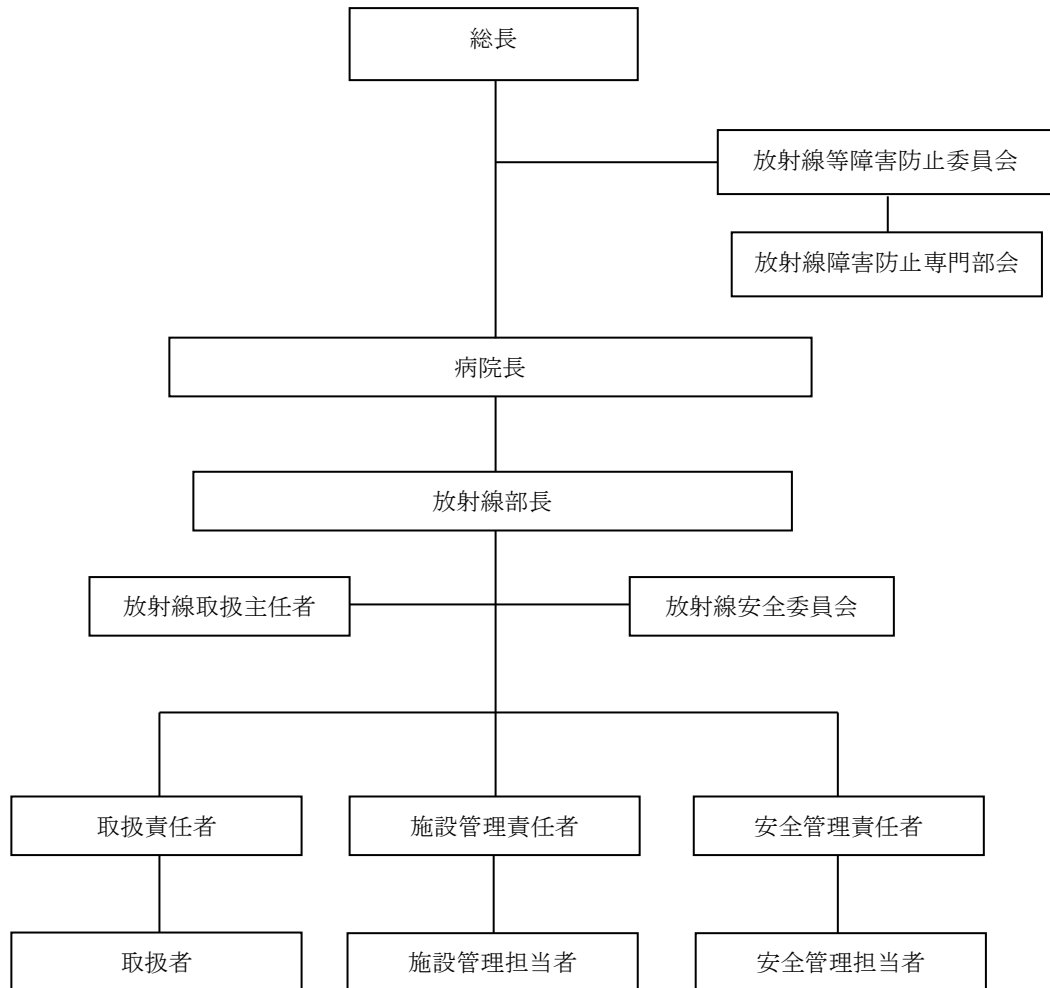 総長
放射線等障害防止委員会
放射線障害防止専門部会
病院長
放射線部長
放射線取扱主任者
放射線安全委員会
取扱責任者
施設管理責任者
安全管理責任者
取扱者
施設管理担当者
安全管理担当者